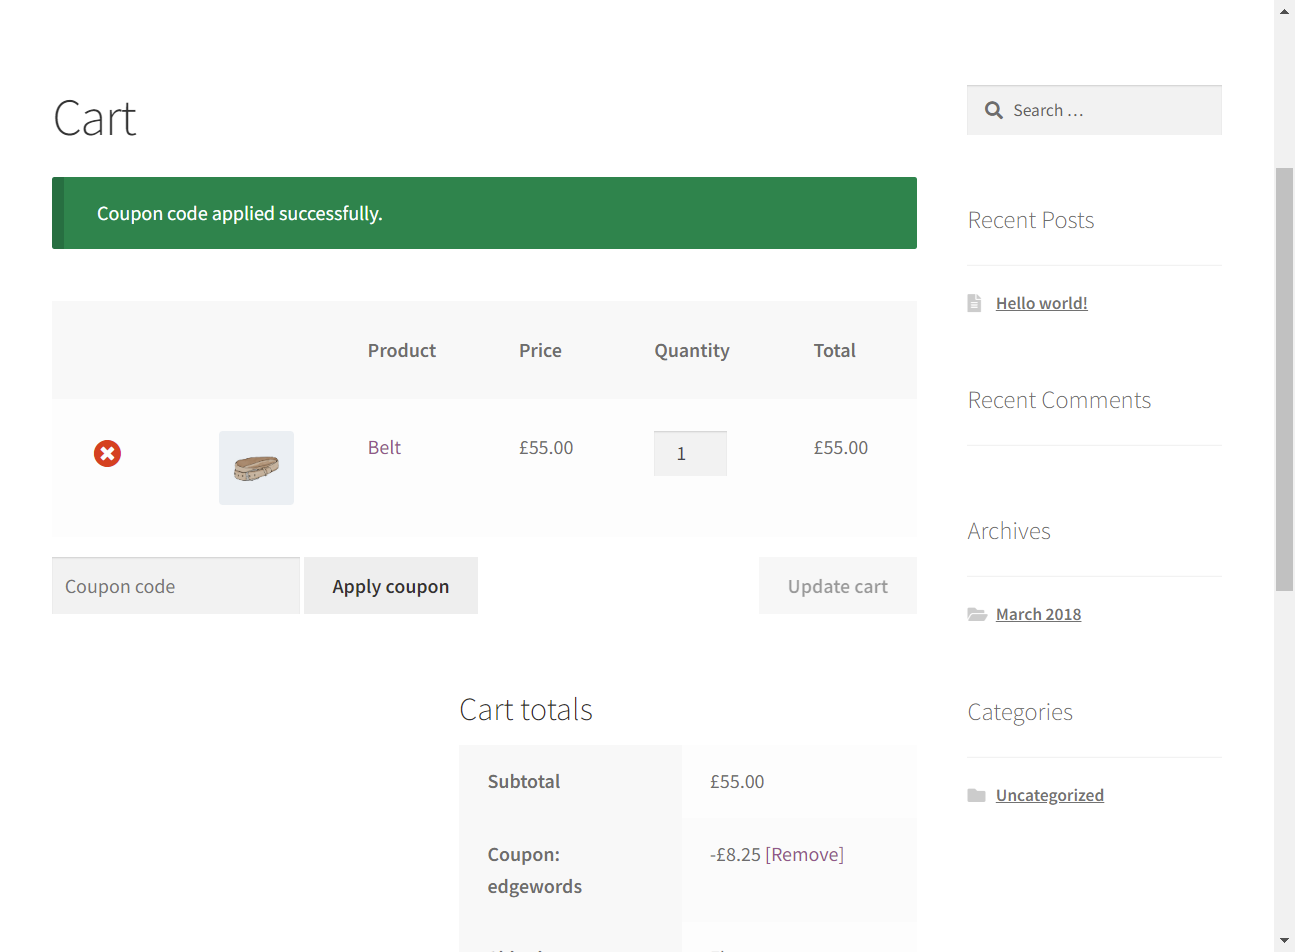 Cart
Search …
Coupon code applied successfully.
Recent Posts
Hello world!
Product Price Quantity Total
Recent Comments
Belt £55.00 1 £55.00
Archives
Coupon code Apply coupon Update cart
March 2018
Cart totals
Categories
Subtotal £55.00
Uncategorized
Coupon: -£8.25 [Remove]
edgewords